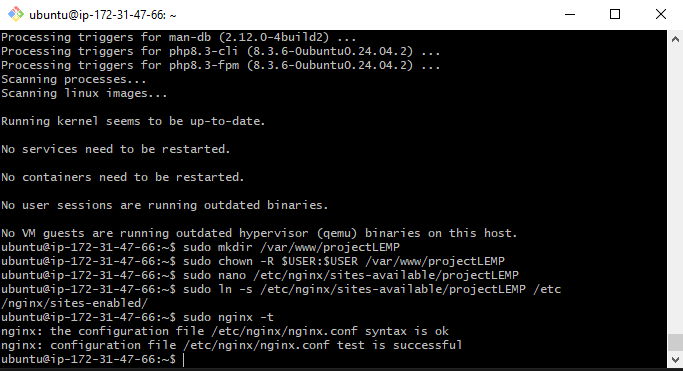 ubuntu@ip-172-31-47-66: ~
Processing triggers for man-db (2.12.0-4build2) ...
Processing triggers for php8.3-cli (8.3.6-0ubuntu0.24.04.2) ...
Processing triggers for php8.3-fpm (8.3.6-0ubuntu0.24.04.2) ...
Scanning processes...
Scanning linux images...
Running kernel seems to be up-to-date.
No services need to be restarted.
No containers need to be restarted.
No user sessions are running outdated binaries.
No VM guests are running outdated hypervisor (qemu) binaries on this host.
ubuntu@ip-172-31-47-66:~$ sudo mkdir /var/www/projectLEMP
ubuntu@ip-172-31-47-66:~$ sudo chown -R $USER:$USER /var/www/projectLEMP
ubuntu@ip-172-31-47-66:~$ sudo nano /etc/nginx/sites-available/projectLEMP
ubuntu@ip-172-31-47-66:~$ sudo ln -s /etc/nginx/sites-available/projectLEMP /etc
/nginx/sites-enabled/
ubuntu@ip-172-31-47-66:~$ sudo nginx -t
nginx: the configuration file /etc/nginx/nginx.conf syntax is ok
nginx: configuration file /etc/nginx/nginx.conf test is successful
ubuntu@ip-172-31-47-66:~$